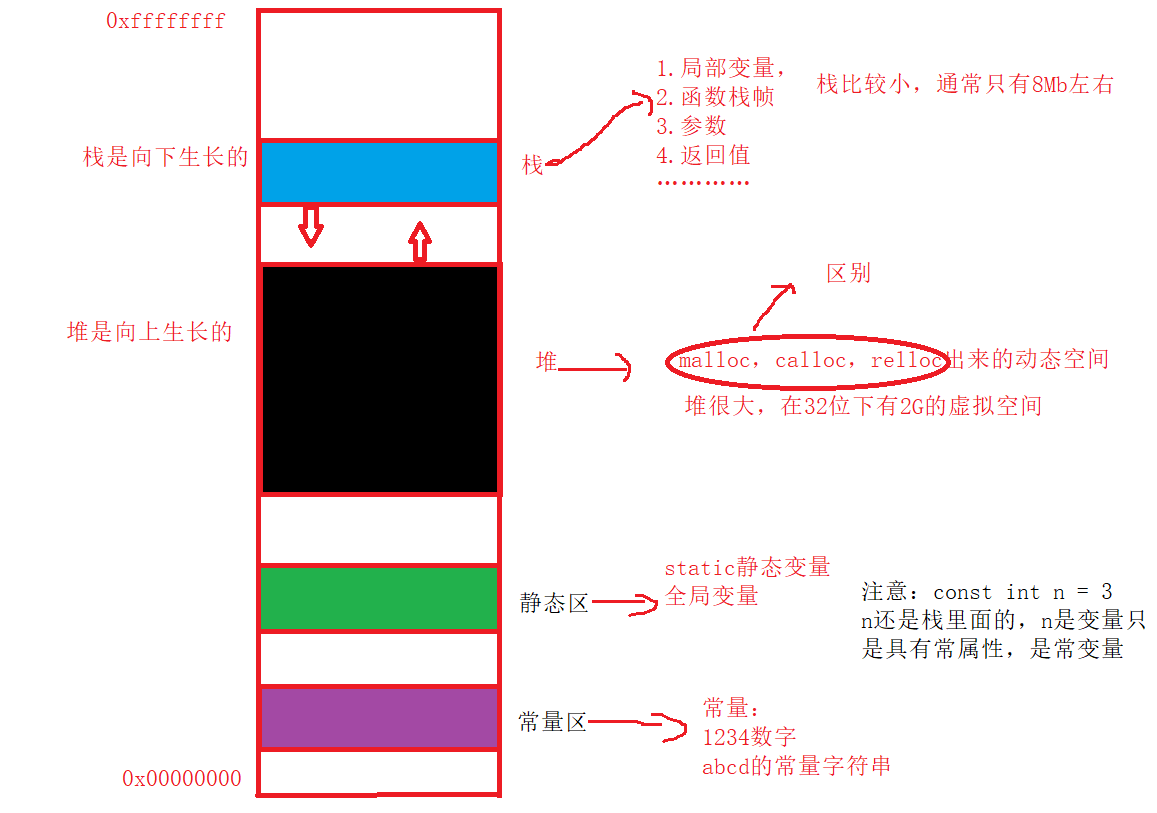 0xffffffff
1.局部变量，
2.函数栈帧
3.参数
4.返回值
…………
栈比较小，通常只有8Mb左右
栈是向下生长的
栈
区别
堆是向上生长的
堆
malloc，calloc，relloc出来的动态空间
堆很大，在32位下有2G的虚拟空间
static静态变量
全局变量
静态区
注意：const int n = 3
n还是栈里面的，n是变量只
是具有常属性，是常变量
常量区
常量：
1234数字
abcd的常量字符串
0x00000000